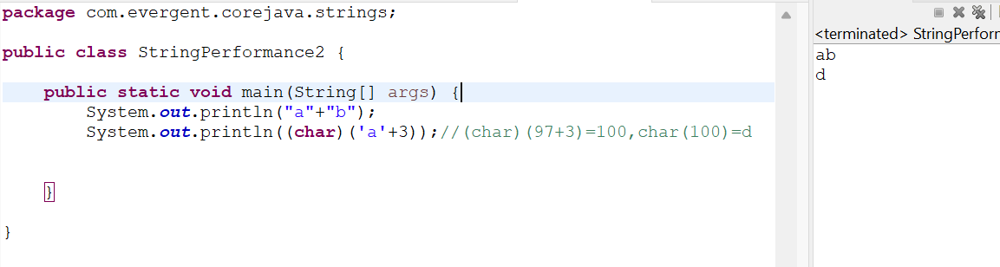 package com.evergent.corejava.strings;
public class StringPerformance2 {
public static void main(String[] args) {
System.out.println("a"+"b");
System.out.println((char)('a'+3));//(char)(97+3)=100,char(100)=d
}
}
<terminated> StringPerforr
ab
d